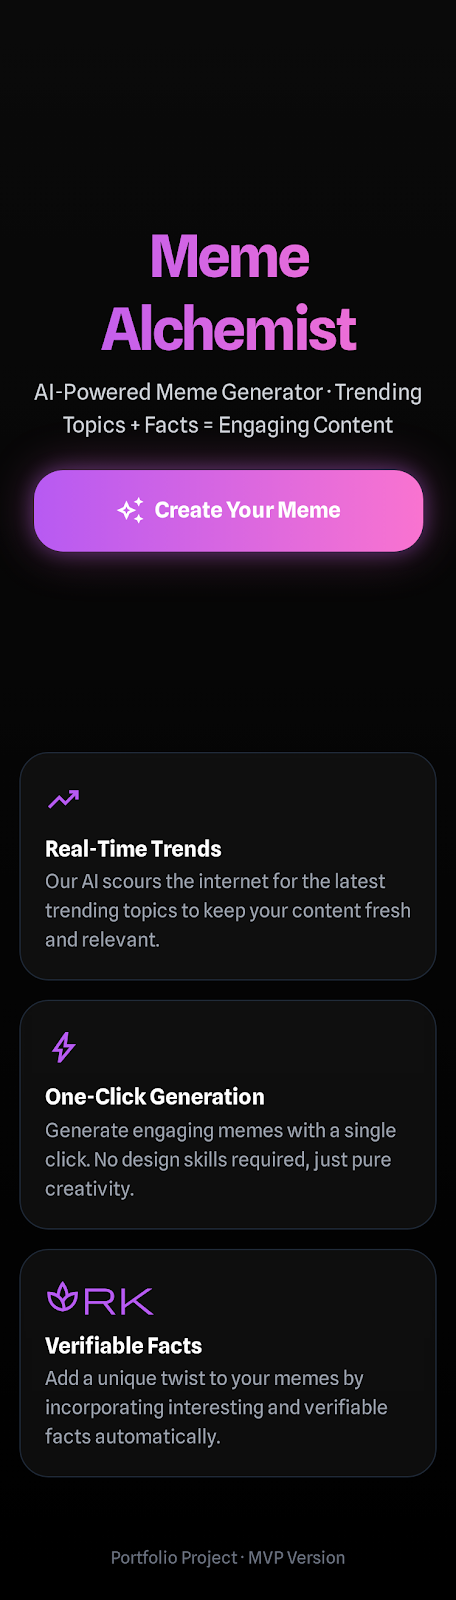 Meme
Alchemist
AI-Powered Meme Generator · Trending
Topics + Facts = Engaging Content
Create Your Meme
Real-Time Trends
Our AI scours the internet for the latest
trending topics to keep your content fresh
and relevant.
One-Click Generation
Generate engaging memes with a single
click. No design skills required, just pure
creativity.
RK
Verifiable Facts
Add a unique twist to your memes by
incorporating interesting and verifiable
facts automatically.
Portfolio Project · MVP Version